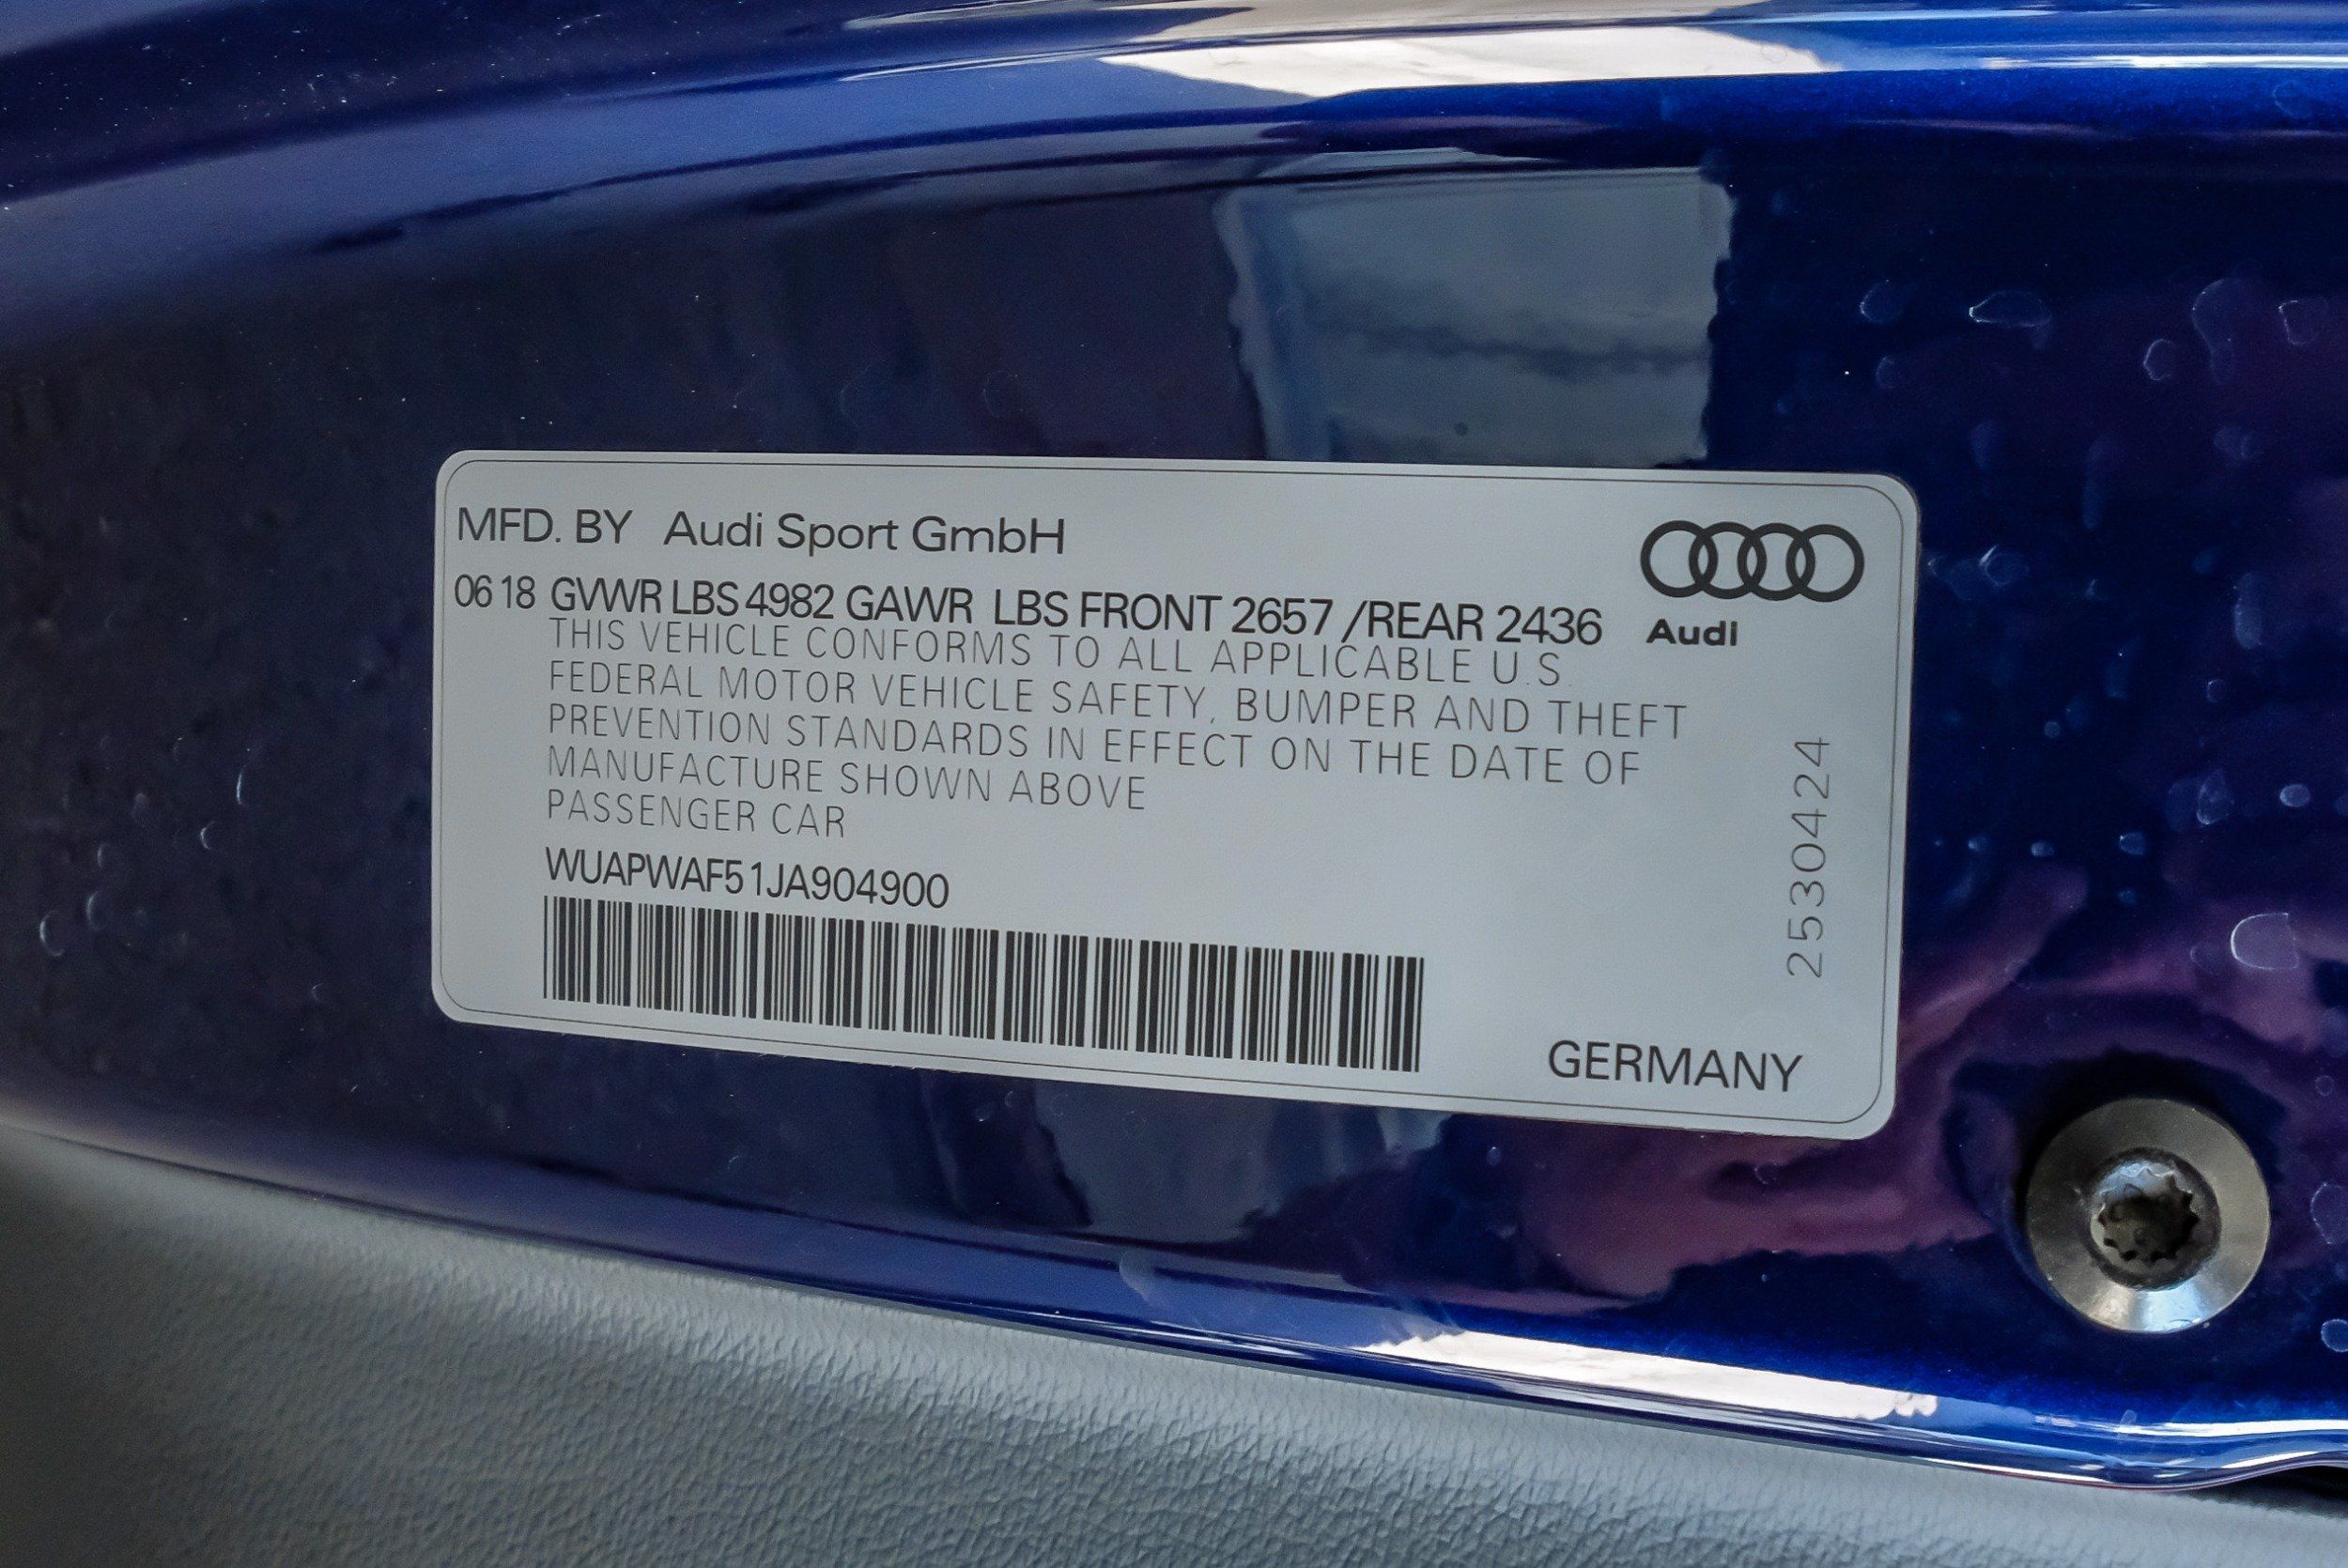 MFD. BY Audi Sport GmbH
06 18 GVWR LBS 4982 GAWR LBS FRONT 2657 /REAR 2436
Audi
THIS VEHICLE CONFORMS TO ALL APPLICABLE U.S.
FEDERAL MOTOR VEHICLE SAFETY, BUMPER AND THEFT
PREVENTION STANDARDS IN EFFECT ON THE DATE OF
MANUFACTURE SHOWN ABOVE
PASSENGER CAR
WUAPWAF51JA904900
2530424
GERMANY